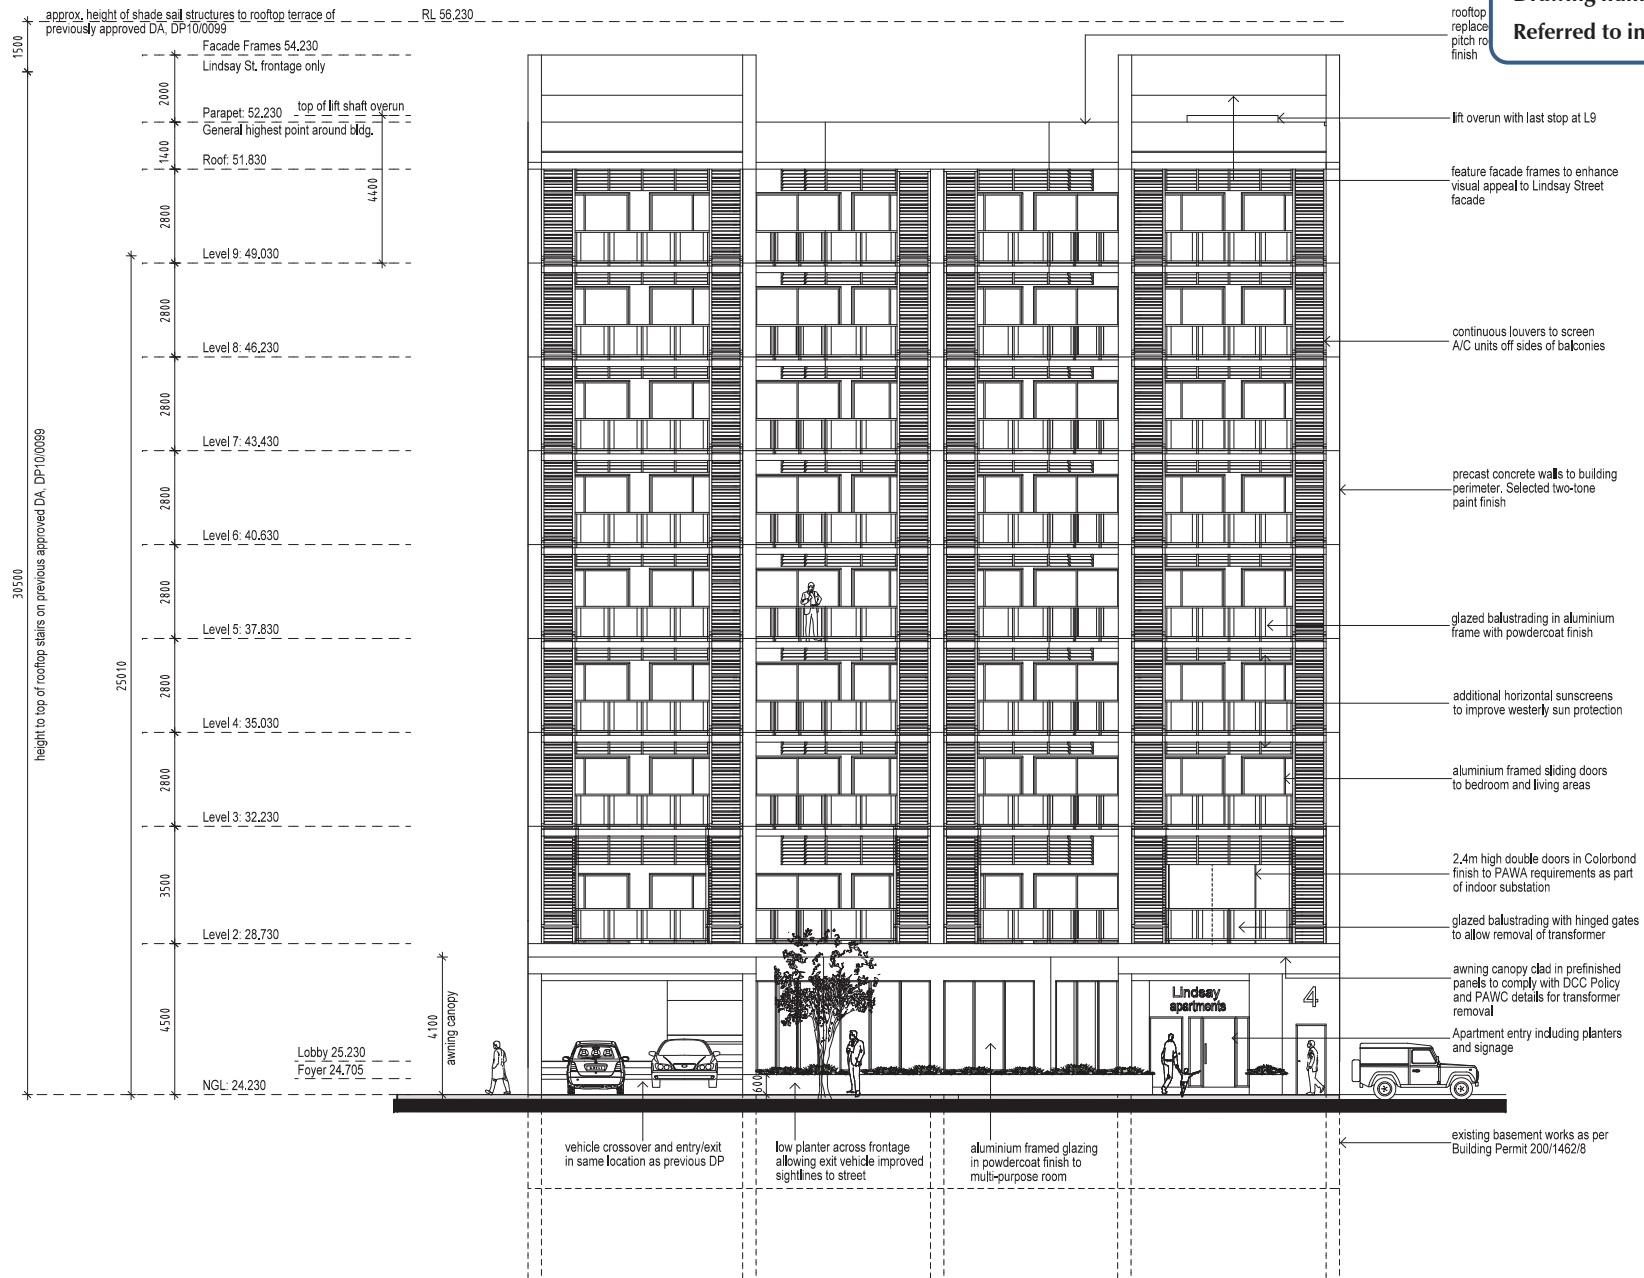 approx. height of shade sail structures to rooftop terrace of
previously approved DA, DP10/0099
RL 56.230
Referred to in
rooftop
replace
pitch ro
finish
1500
Facade Frames 54.230
Lindsay St. frontage only
2000
top of lift shaft overun
Parapet: 52.230
General highest point around bldg.
lift overun with last stop at L9
1400
Roof: 51.830
4400
feature facade frames to enhance
visual appeal to Lindsay Street
facade
2800
Level 9: 49.030
2800
continuous louvers to screen
A/C units off sides of balconies
Level 8: 46.230
2800
Level 7: 43.430
precast concrete walls to building
perimeter. Selected two-tone
paint finish
2800
Level 6: 40.630
height to top of rooftop stairs on previous approved DA, DP10/0099
30500
2800
Level 5: 37.830
glazed balustrading in aluminium
frame with powdercoat finish
25010
2800
additional horizontal sunscreens
to improve westerly sun protection
Level 4: 35.030
2800
aluminium framed sliding doors
to bedroom and living areas
Level 3: 32.230
2.4m high double doors in Colorbond
finish to PAWA requirements as part
of indoor substation
3500
Level 2: 28.730
glazed balustrading with hinged gates
to allow removal of transformer
awning canopy clad in prefinished
panels to comply with DCC Policy
and PAWC details for transformer
removal
4500
4100
awning canopy
Lindsay
apartments
4
Apartment entry including planters
and signage
Lobby 25.230
Foyer 24.705
NGL: 24.230
600
vehicle crossover and entry/exit
in same location as previous DP
low planter across frontage
allowing exit vehicle improved
sightlines to street
aluminium framed glazing
in powdercoat finish to
multi-purpose room
existing basement works as per
Building Permit 200/1462/8